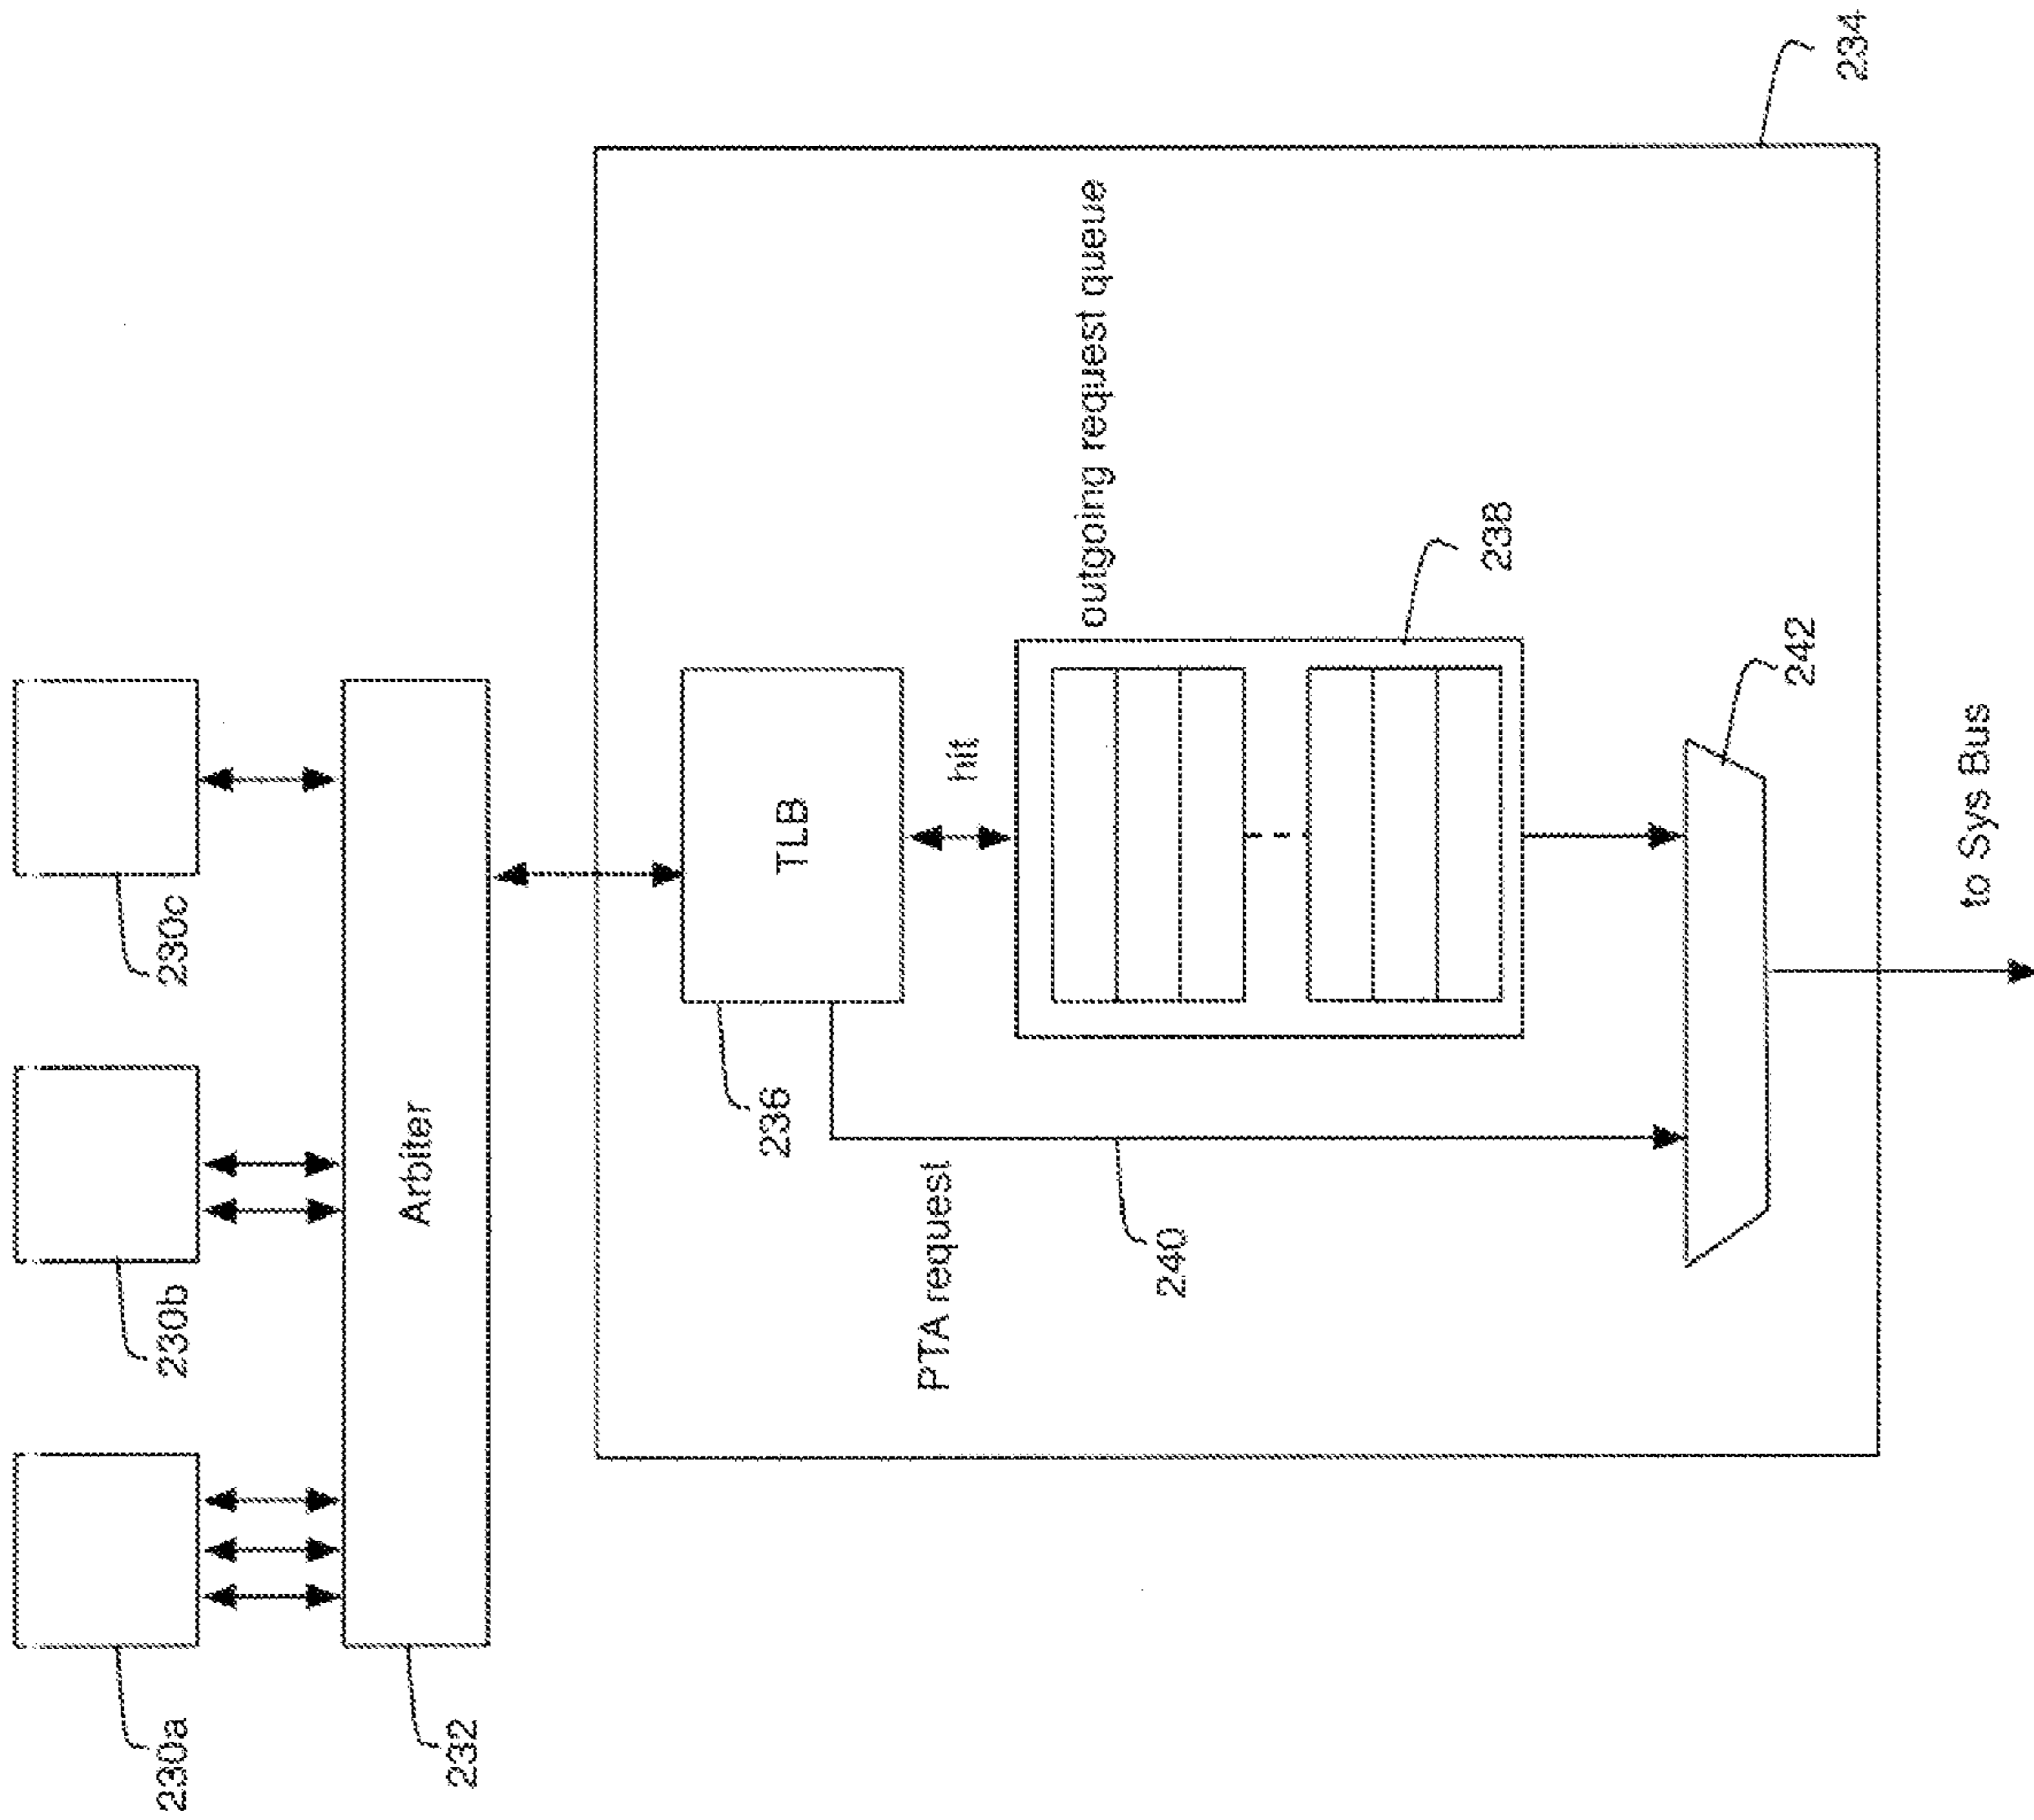 230a
230b
230c
232
Arbiter
234
236
TLB
hit
PTA request
240
outgoing request queue
238
242
to Sys Bus